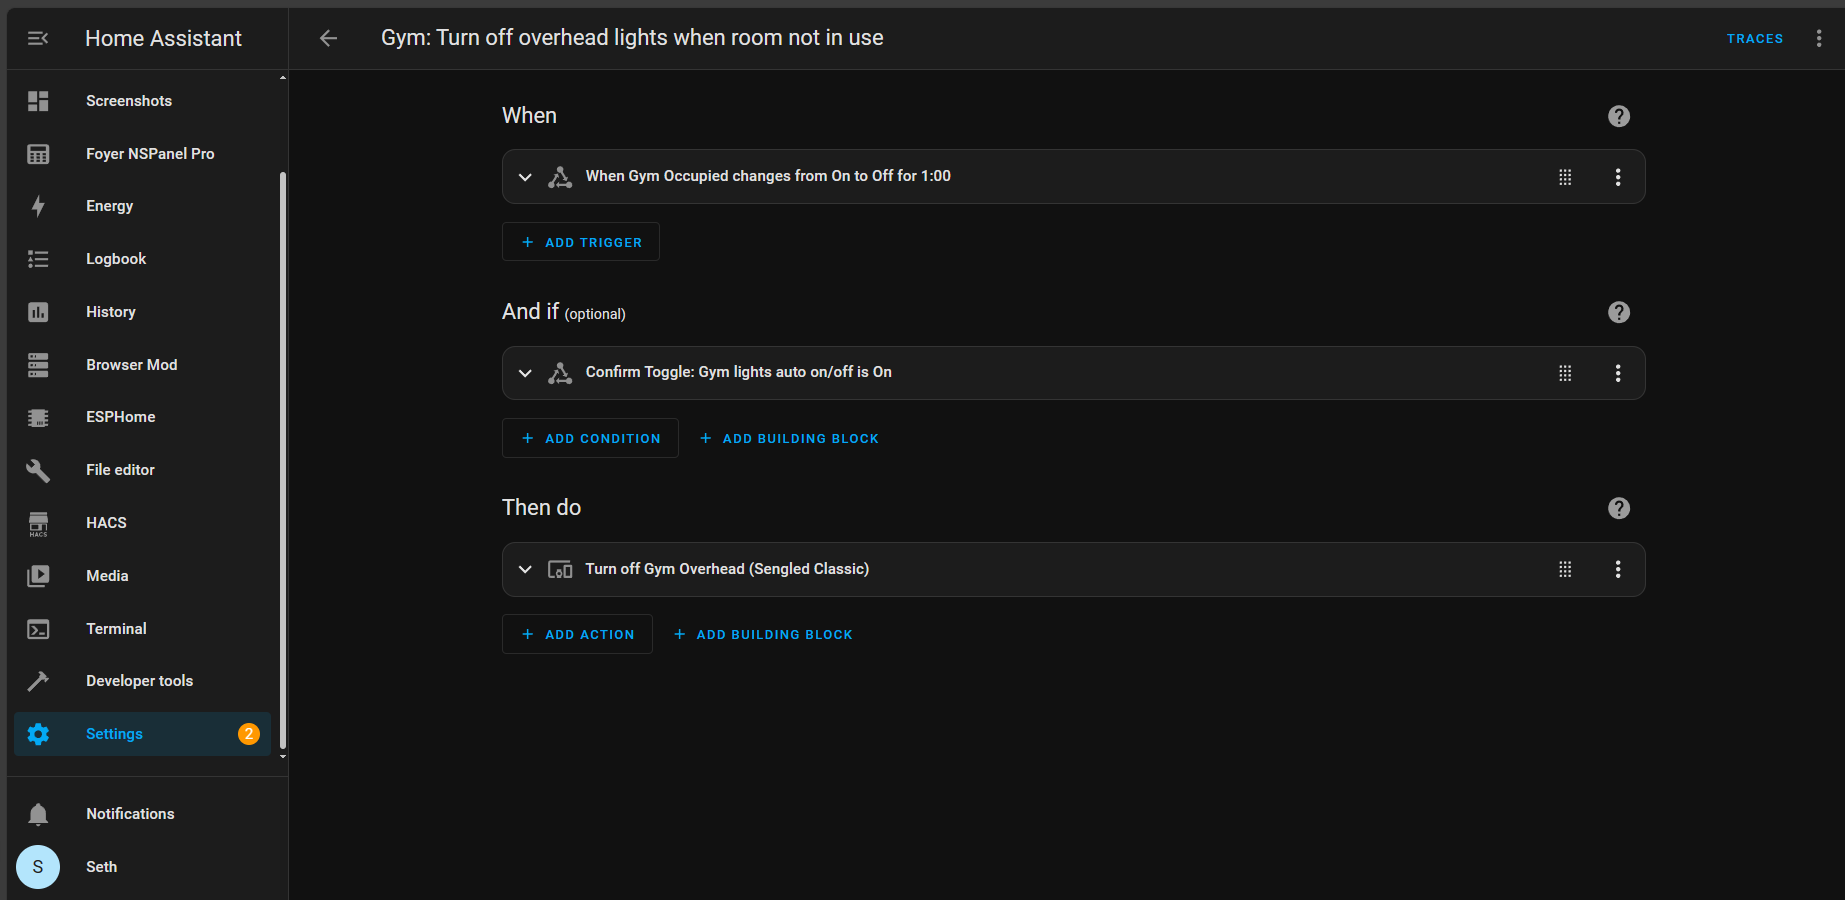 Home Assistant
Gym: Turn off overhead lights when room not in use
TRACES
Screenshots
Foyer NSPanel Pro
Energy
Logbook
History
Browser Mod
ESPHome
File editor
HACS
HACS
Media
Terminal
Developer tools
Settings
2
Notifications
S
Seth
When
?
When Gym Occupied changes from On to Off for 1:00
+ ADD TRIGGER
And if (optional)
?
Confirm Toggle: Gym lights auto on/off is On
+ ADD CONDITION + ADD BUILDING BLOCK
Then do
?
Turn off Gym Overhead (Sengled Classic)
+ ADD ACTION + ADD BUILDING BLOCK